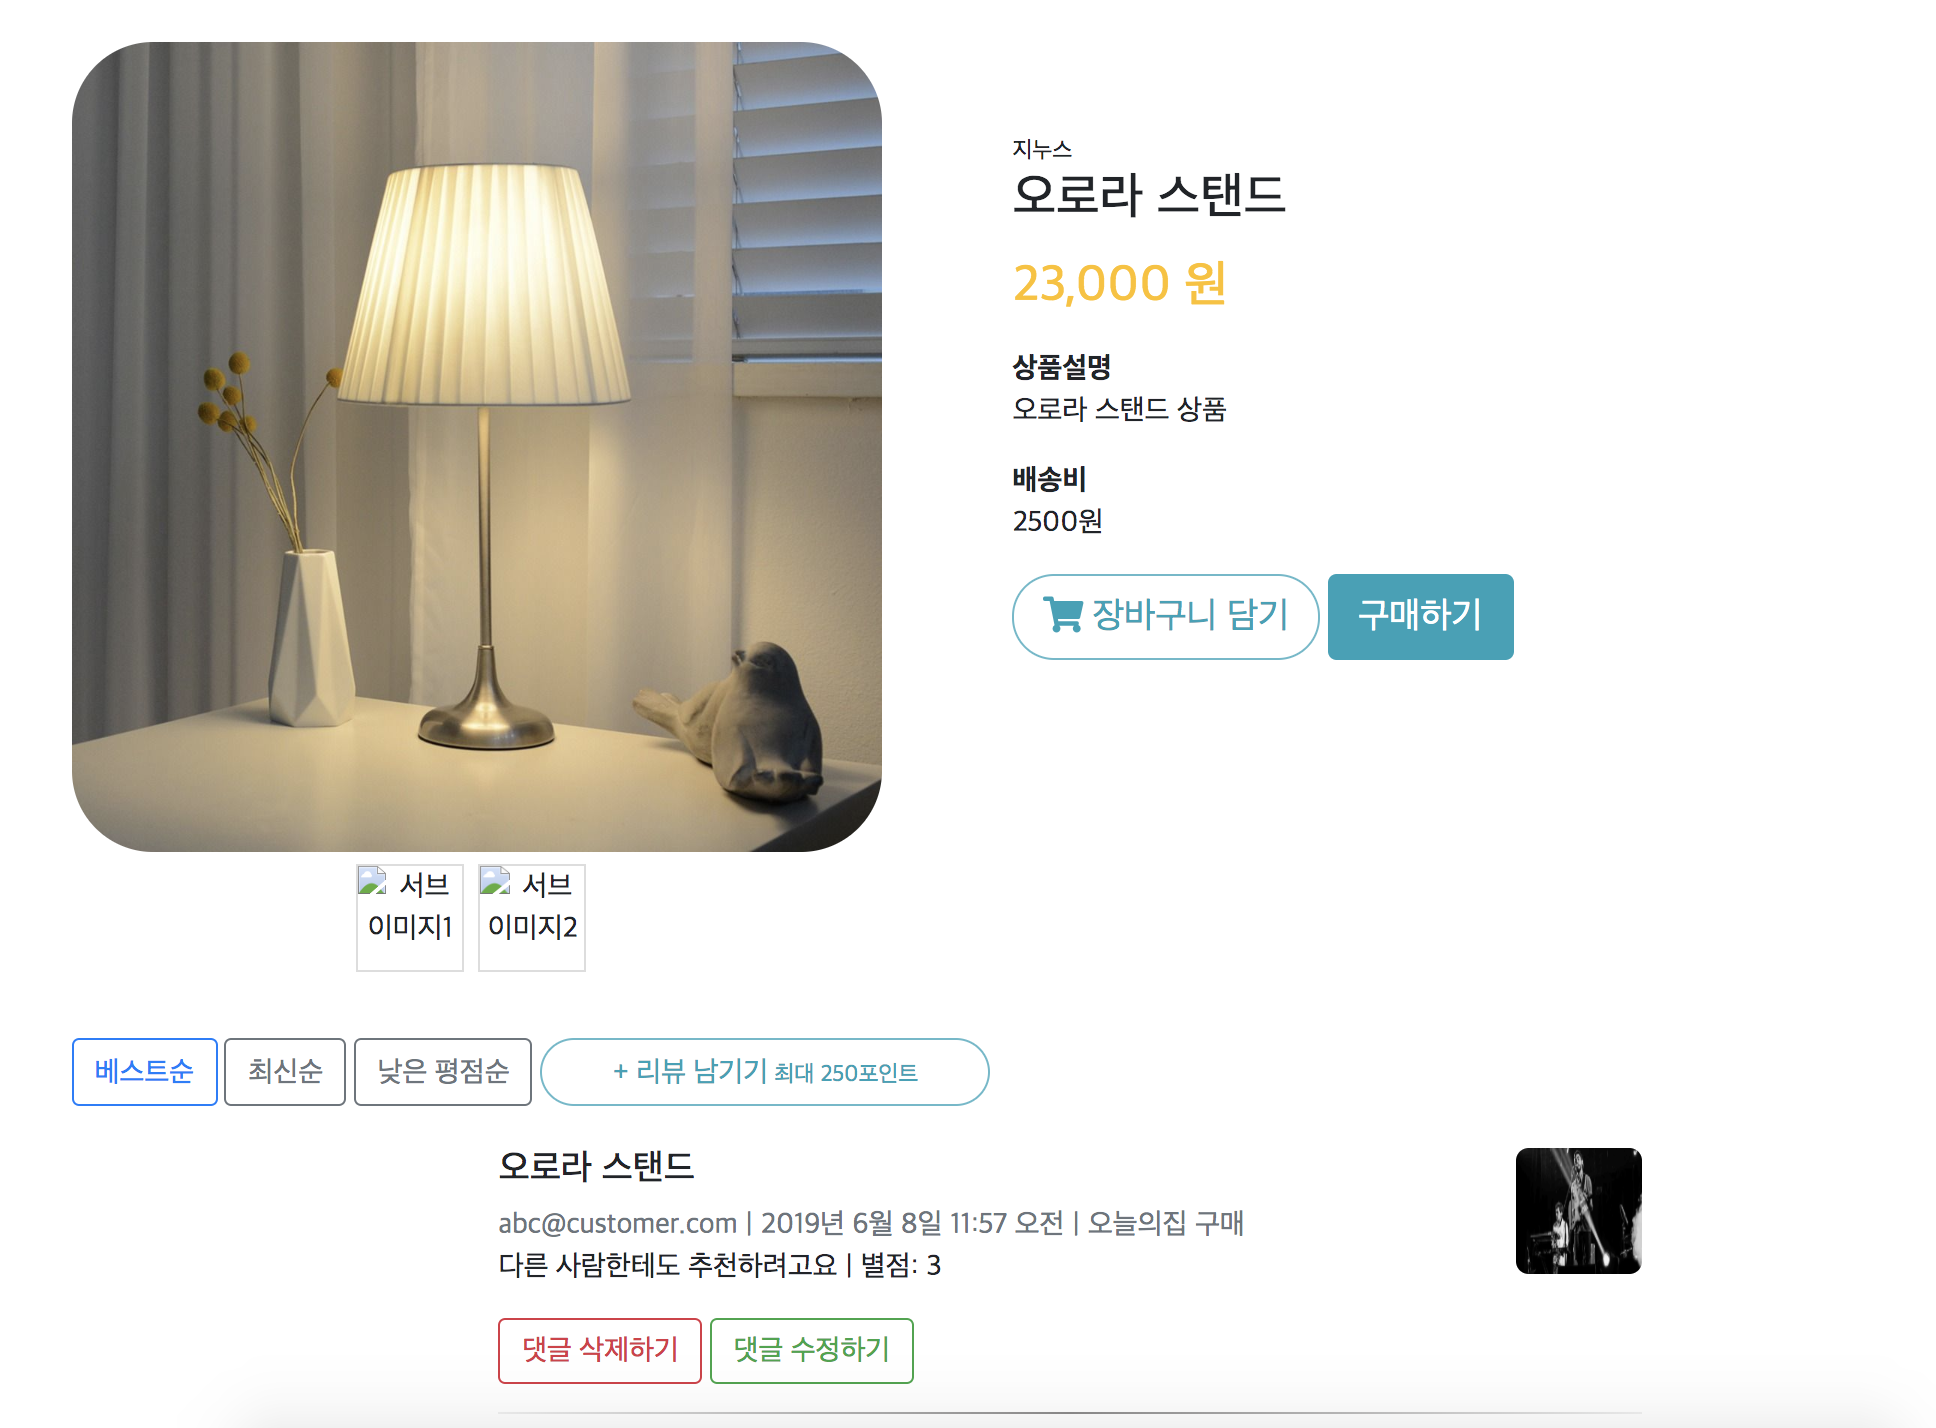 지누스
오로라 스탠드
23,000 원
상품설명
오로라 스탠드 상품
배송비
2500원
장바구니 담기
구매하기
서브
이미지1
서브
이미지2
베스트순
최신순
낮은 평점순
+ 리뷰 남기기 최대 250포인트
오로라 스탠드
abc@customer.com | 2019년 6월 8일 11:57 오전 | 오늘의집 구매
다른 사람한테도 추천하려고요 | 별점: 3
댓글 삭제하기
댓글 수정하기